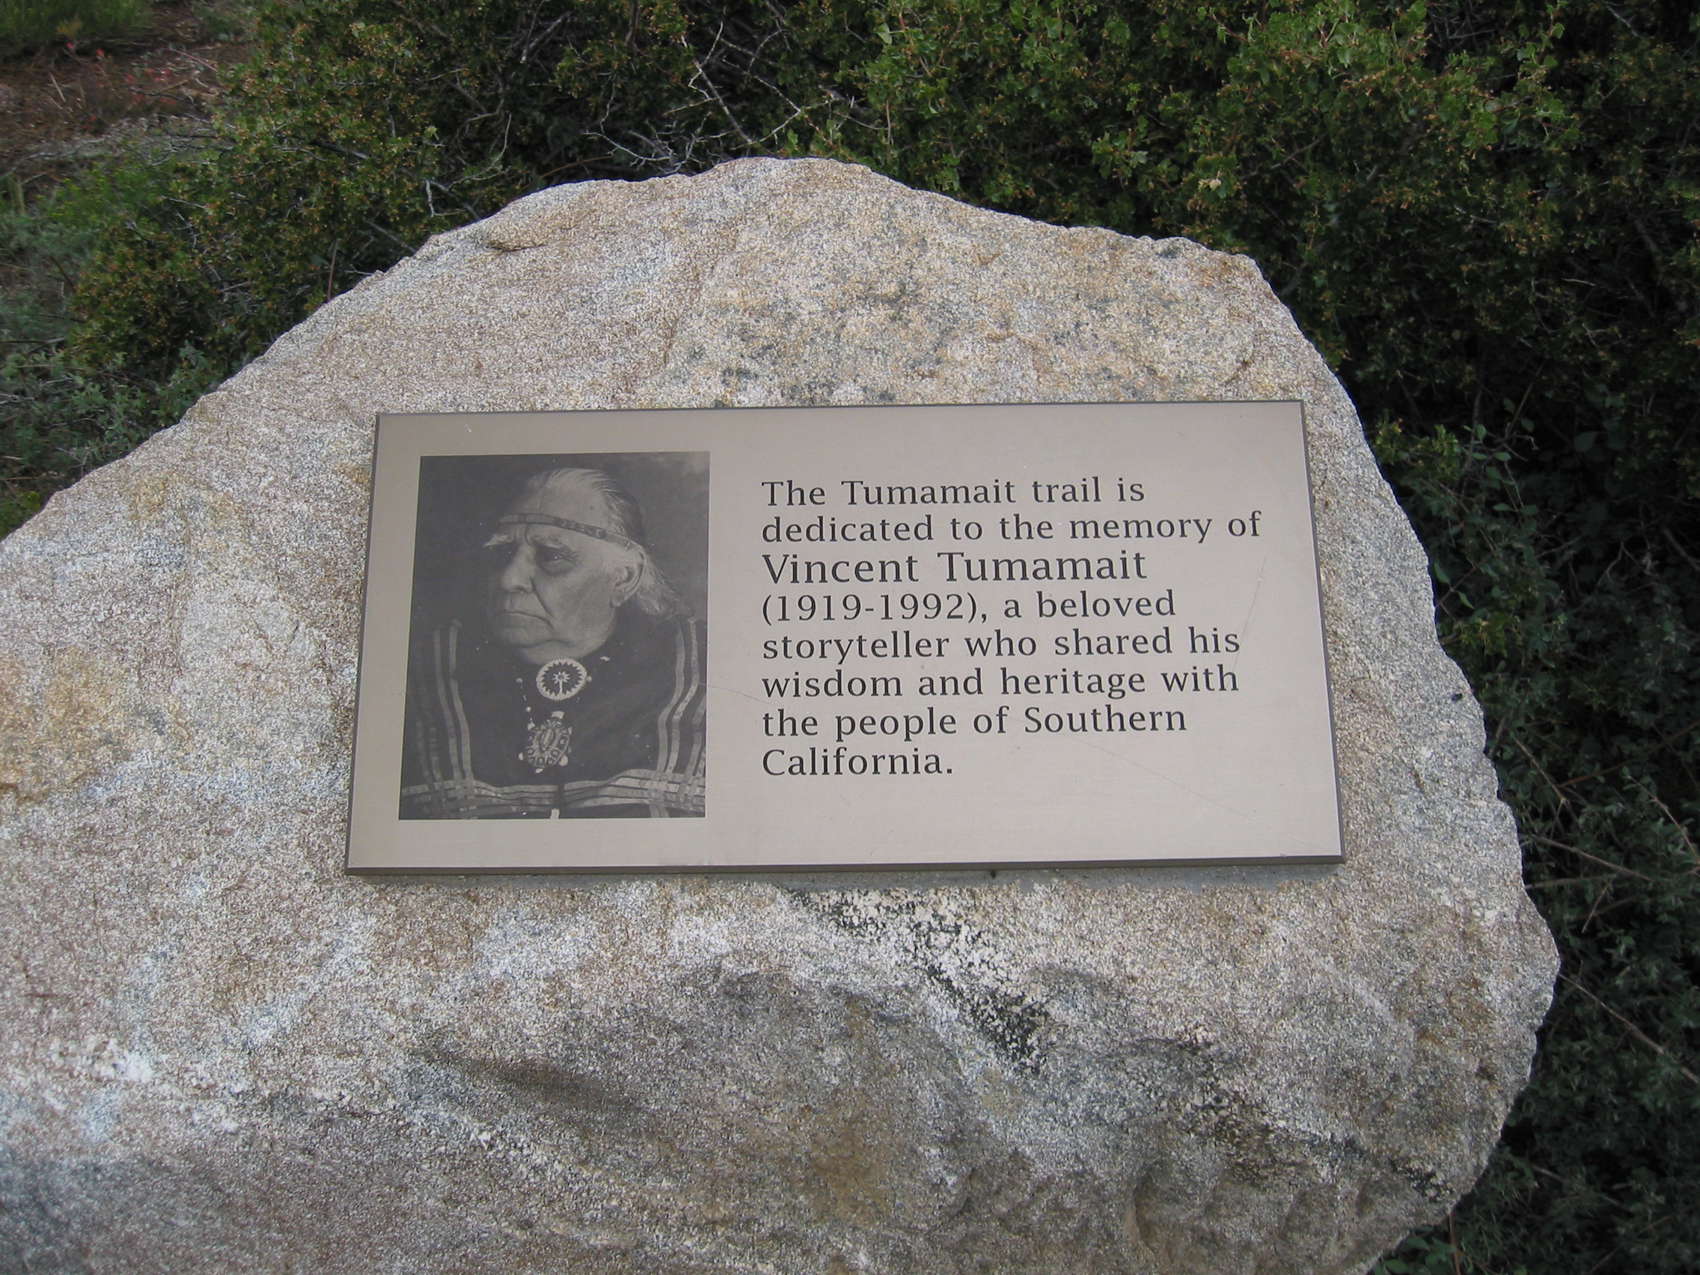 The Tumamait trail is
dedicated to the memory of
Vincent Tumamait
(1919-1992), a beloved
storyteller who shared his
wisdom and heritage with
the people of Southern
California.